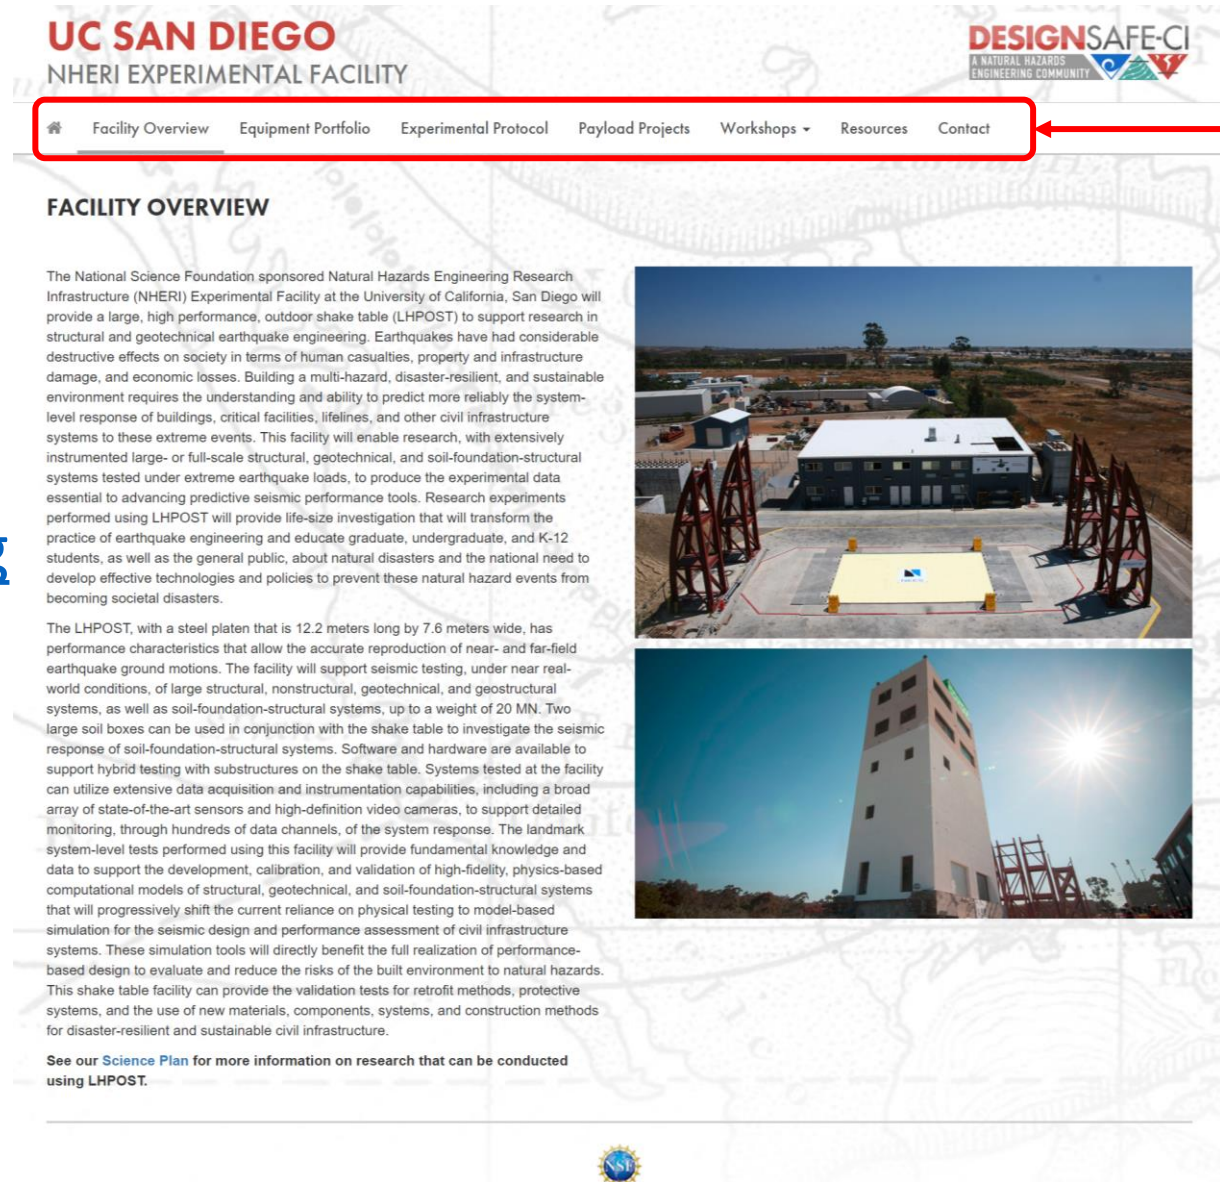 UC SAN DIEGO
NHERI EXPERIMENTAL FACILITY
DESIGNSAFE-CI
A NATURAL HAZARDS
ENGINEERING COMMUNITY
Facility Overview Equipment Portfolio Experimental Protocol Payload Projects Workshops Resources Contact
FACILITY OVERVIEW
The National Science Foundation sponsored Natural Hazards Engineering Research
Infrastructure (NHERI) Experimental Facility at the University of California, San Diego will
provide a large, high performance, outdoor shake table (LHPOST) to support research in
structural and geotechnical earthquake engineering. Earthquakes have had considerable
destructive effects on society in terms of human casualties, property and infrastructure
damage, and economic losses. Building a multi-hazard, disaster-resilient, and sustainable
environment requires the understanding and ability to predict more reliably the system-
level response of buildings, critical facilities, lifelines, and other civil infrastructure
systems to these extreme events. This facility will enable research, with extensively
instrumented large- or full-scale structural, geotechnical, and soil-foundation-structural
systems tested under extreme earthquake loads, to produce the experimental data
essential to advancing predictive seismic performance tools. Research experiments
performed using LHPOST will provide life-size investigation that will transform the
practice of earthquake engineering and educate graduate, undergraduate, and K-12
students, as well as the general public, about natural disasters and the national need to
develop effective technologies and policies to prevent these natural hazard events from
becoming societal disasters.
g
The LHPOST, with a steel platen that is 12.2 meters long by 7.6 meters wide, has
performance characteristics that allow the accurate reproduction of near- and far-field
earthquake ground motions. The facility will support seismic testing, under near real-
world conditions, of large structural, nonstructural, geotechnical, and geostructural
systems, as well as soil-foundation-structural systems, up to a weight of 20 MN. Two
large soil boxes can be used in conjunction with the shake table to investigate the seismic
response of soil-foundation-structural systems. Software and hardware are available to
support hybrid testing with substructures on the shake table. Systems tested at the facility
can utilize extensive data acquisition and instrumentation capabilities, including a broad
array of state-of-the-art sensors and high-definition video cameras, to support detailed
monitoring, through hundreds of data channels, of the system response. The landmark
system-level tests performed using this facility will provide fundamental knowledge and
data to support the development, calibration, and validation of high-fidelity, physics-based
computational models of structural, geotechnical, and soil-foundation-structural systems
that will progressively shift the current reliance on physical testing to model-based
simulation for the seismic design and performance assessment of civil infrastructure
systems. These simulation tools will directly benefit the full realization of performance-
based design to evaluate and reduce the risks of the built environment to natural hazards.
This shake table facility can provide the validation tests for retrofit methods, protective
systems, and the use of new materials, components, systems, and construction methods
for disaster-resilient and sustainable civil infrastructure.
See our Science Plan for more information on research that can be conducted
using LHPOST.
NSF